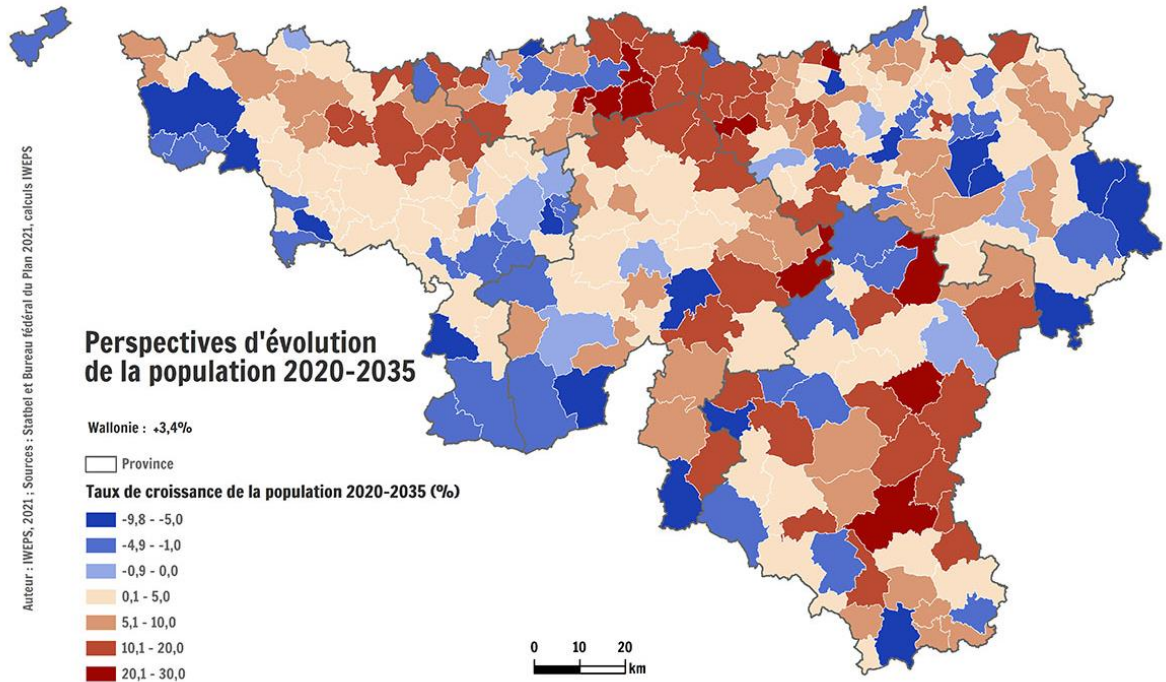 Perspectives d'évolution
de la population 2020-2035
Wallonie : +3,4%
Province
Taux de croissance de la population 2020-2035 (%)
-9,8 - -5,0
-4,9 - -1,0
-0,9 - 0,0
0,1 - 5,0
5,1 - 10,0
10,1 - 20,0
20,1 - 30,0
0 10 20
km
Auteur : IWEPS, 2021 ; Sources : Statbel et Bureau fédéral du Plan 2021, calculs IWEPS